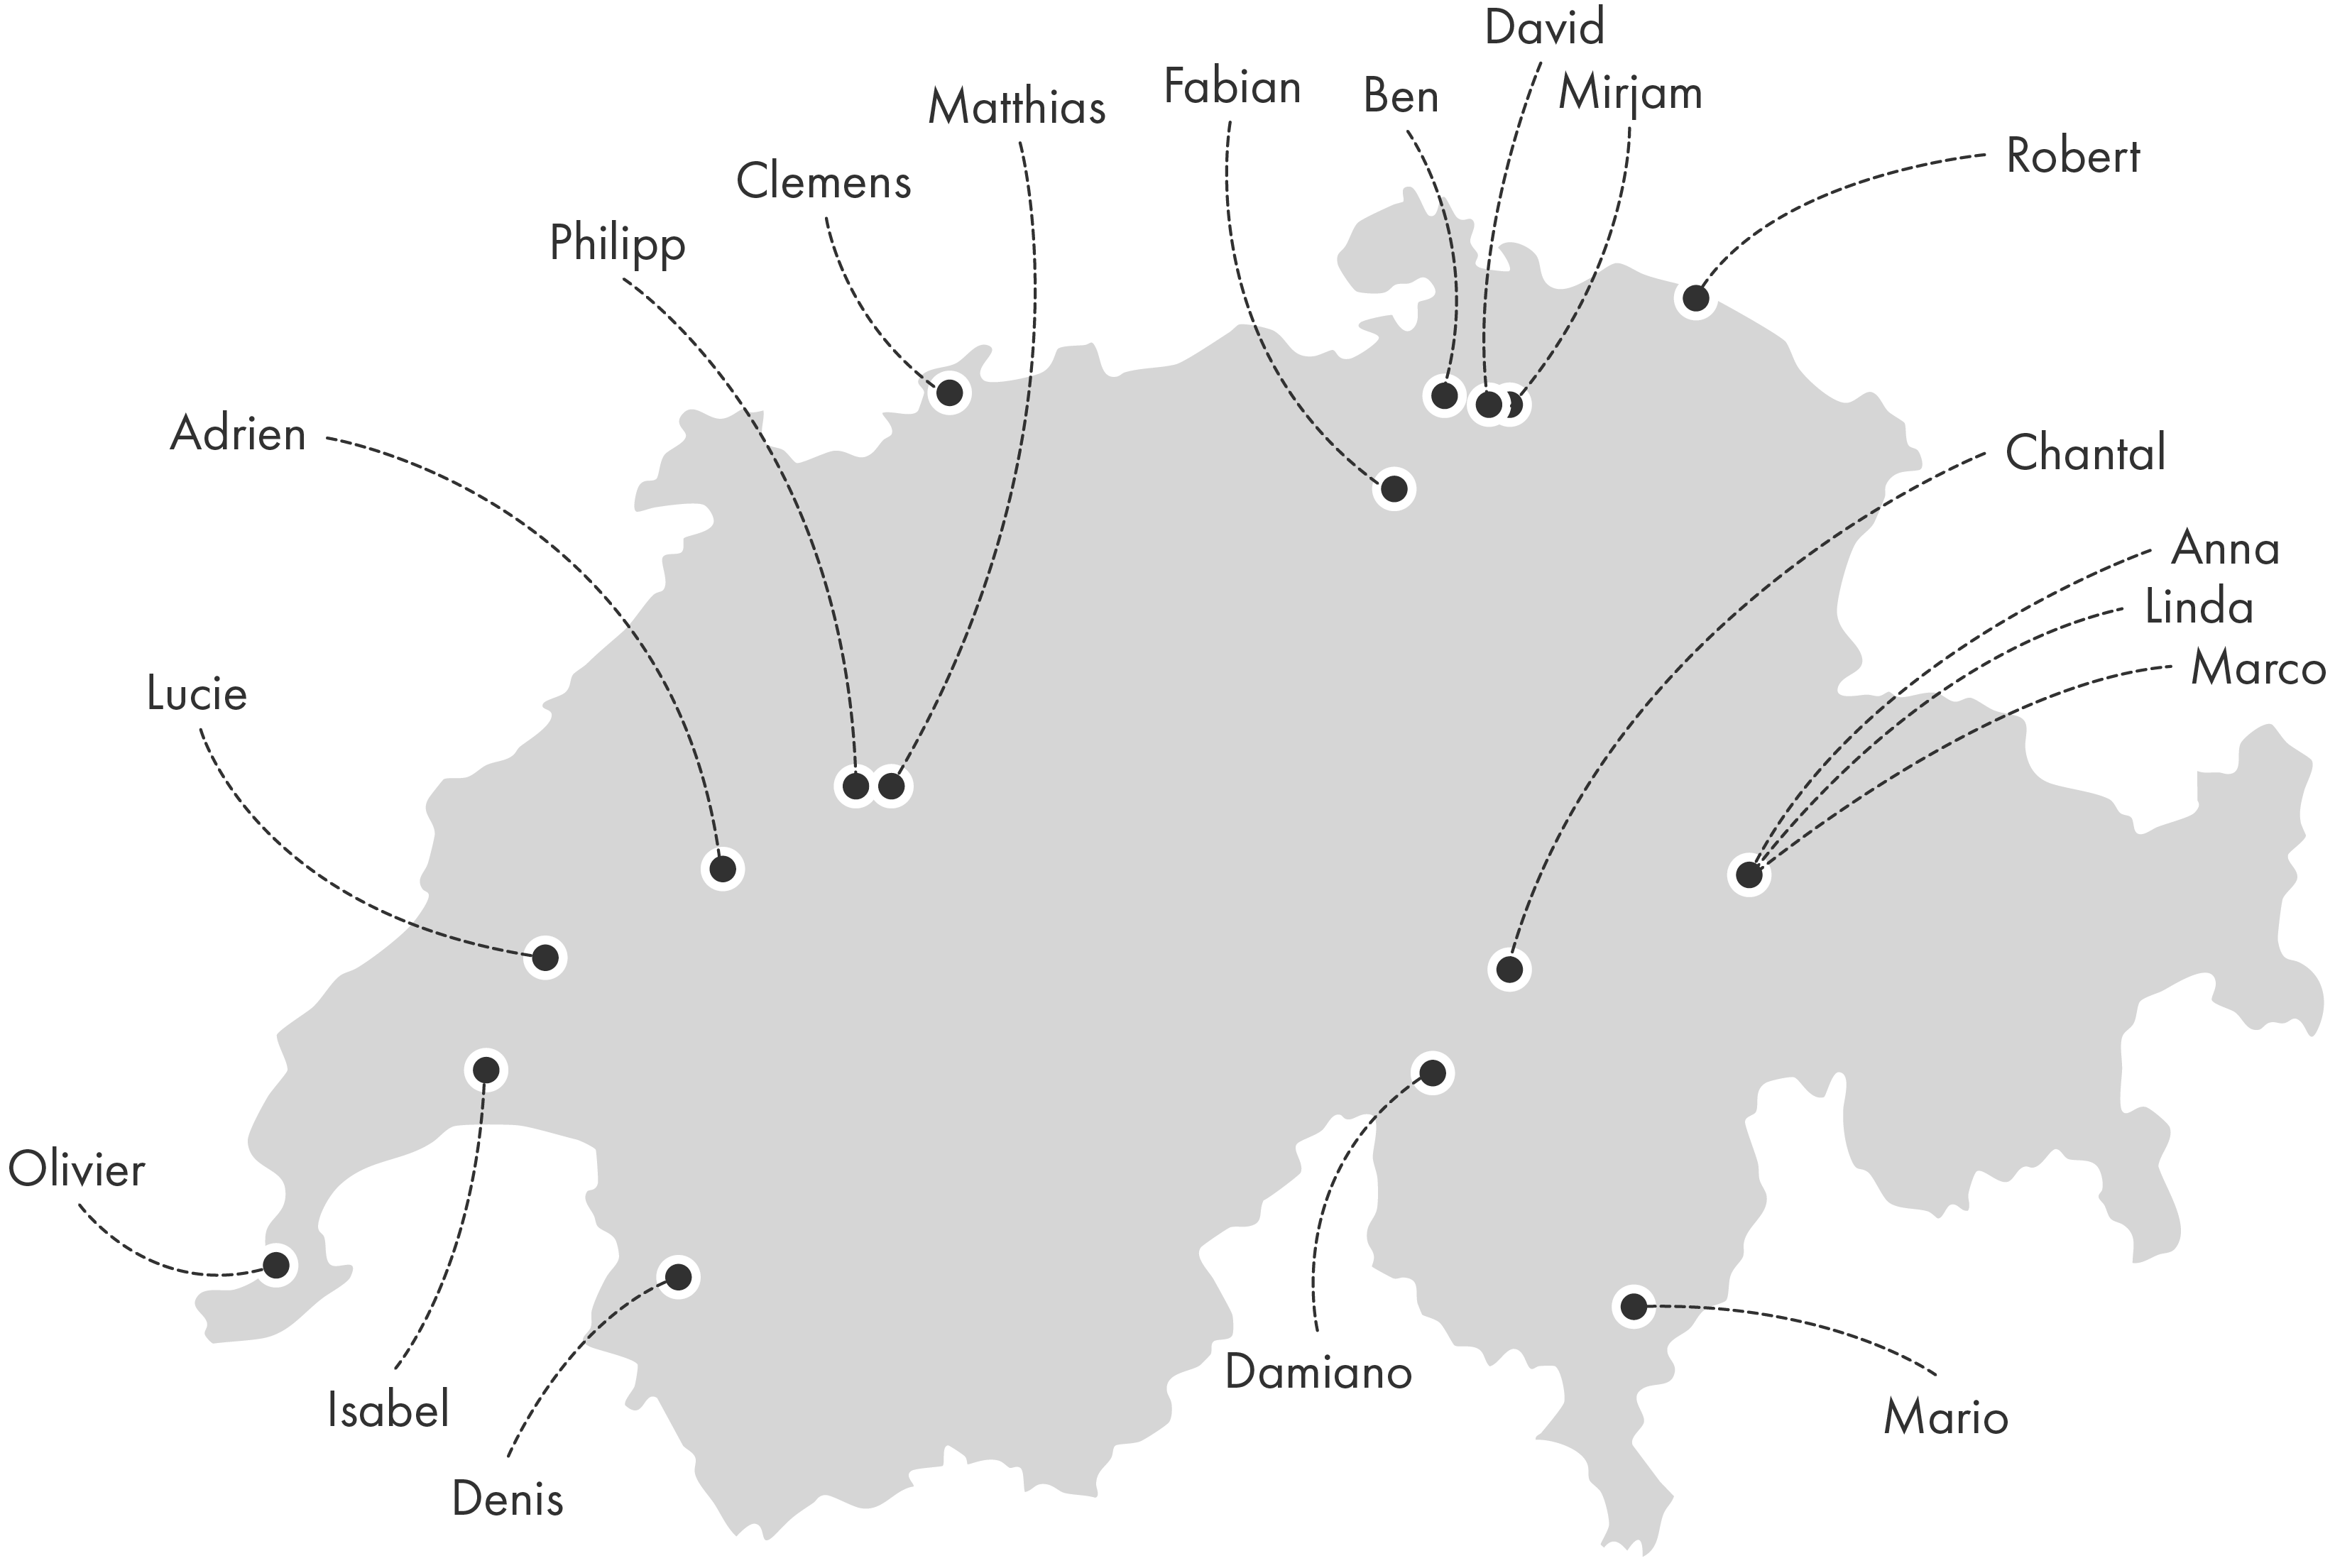 David
Fabian
Ben
Mirjam
Matthias
Robert
Clemens
Philipp
Adrien
Chantal
Anna
Linda
Marco
Lucie
Olivier
Damiano
Isabel
Mario
Denis